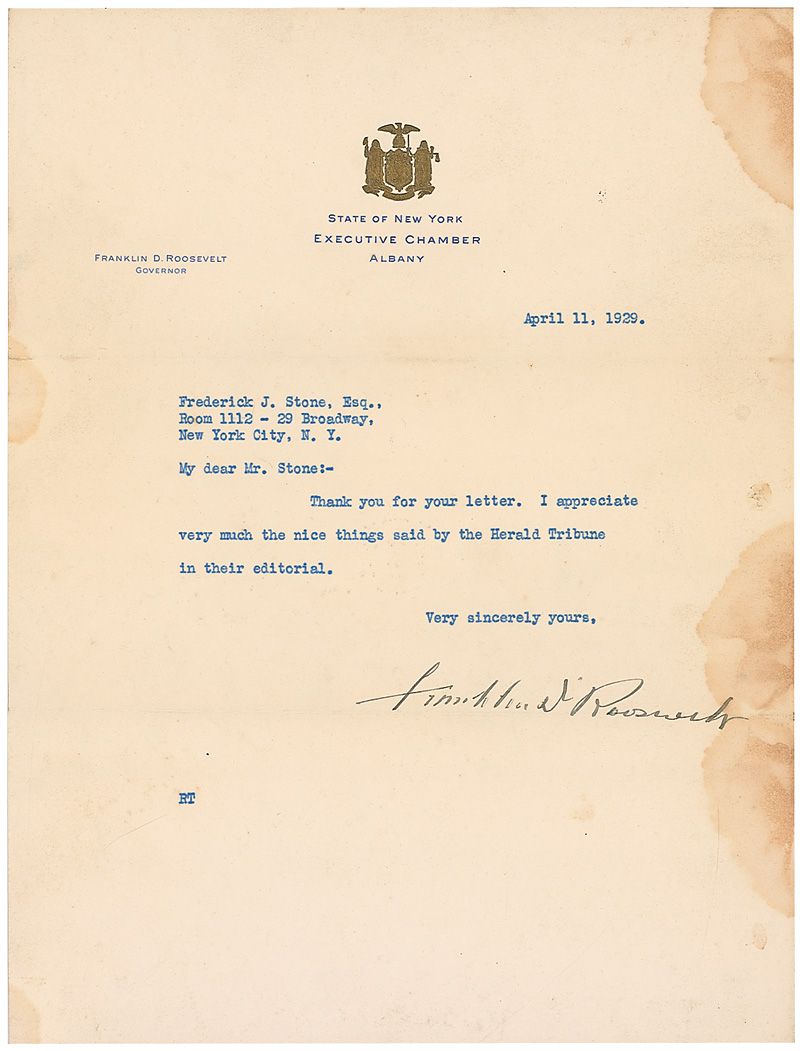 STATE OF NEW YORK
EXECUTIVE CHAMBER
ALBANY
FRANKLIN D. ROOSEVELT
GOVERNOR
April 11, 1929.
Frederick J. Stone, Esq.,
Room 1112 - 29 Broadway,
New York City, N. Y.
My dear Mr. Stone:-
Thank you for your letter. I appreciate
very much the nice things said by the Herald Tribune
in their editorial.
Very sincerely yours,
Franklin D Roosevelt
RT